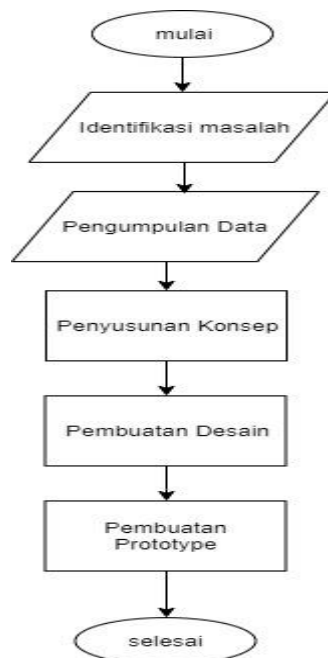 mulai
Identifikasi masalah
Pengumpulan Data
Penyusunan Konsep
Pembuatan Desain
Pembuatan
Prototype
selesai